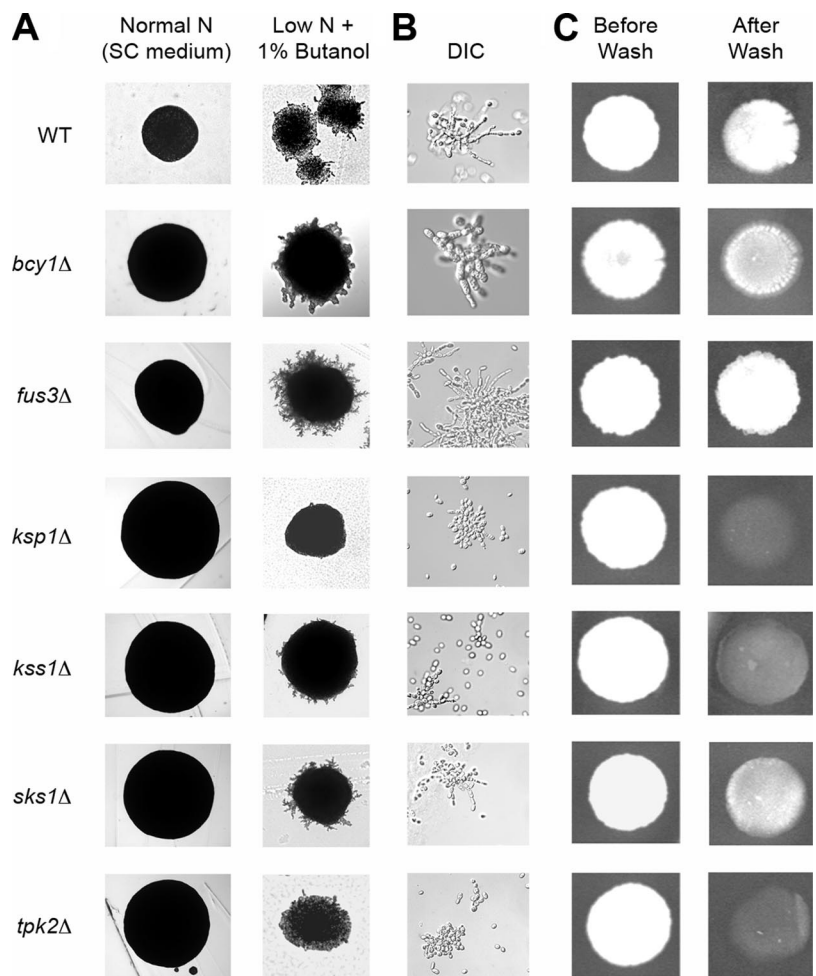 A
Normal N
(SC medium)
Low N +
1% Butanol
B
DIC
C
Before
Wash
After
Wash
WT
bcy1Δ
fus3Δ
ksp1Δ
kss1Δ
sks1Δ
tpk2Δ